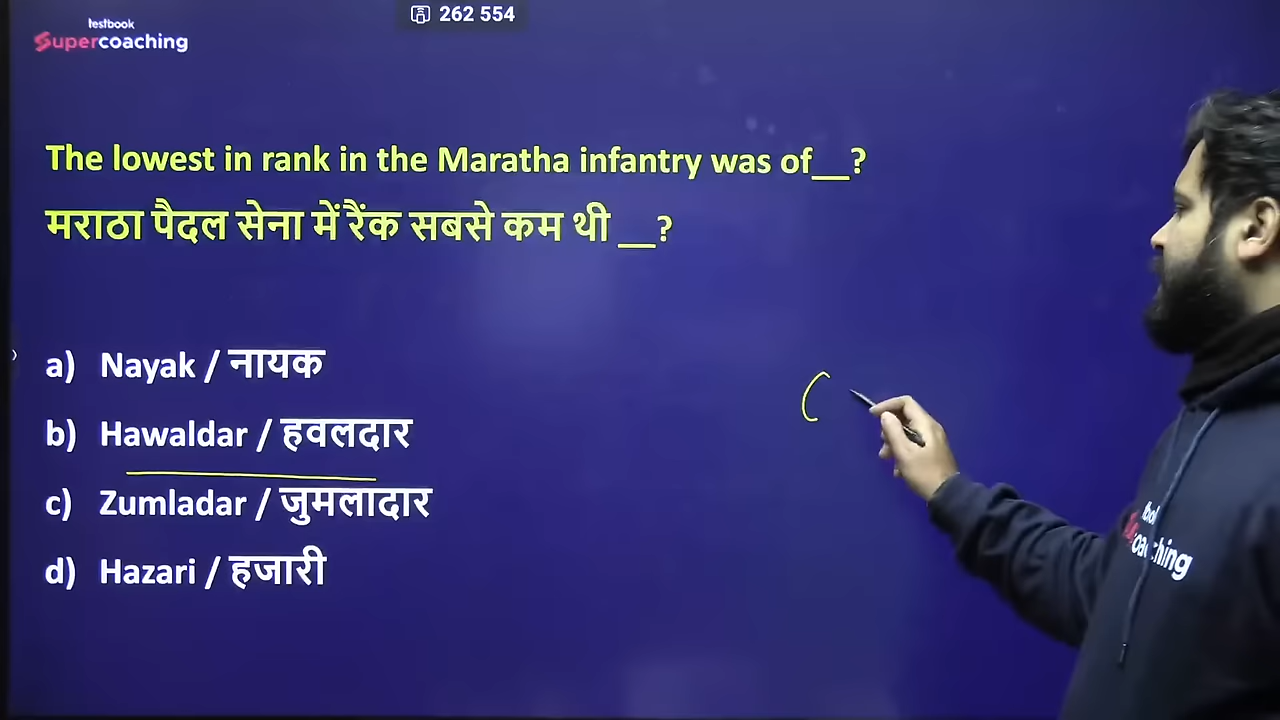 testbook
Supercoaching
262 554
The lowest in rank in the Maratha infantry was of__?
मराठा पैदल सेना में रैंक सबसे कम थी __?
a) Nayak / नायक
b) Hawaldar / हवलदार
c) Zumladar / जुमलादार
d) Hazari / हजारी